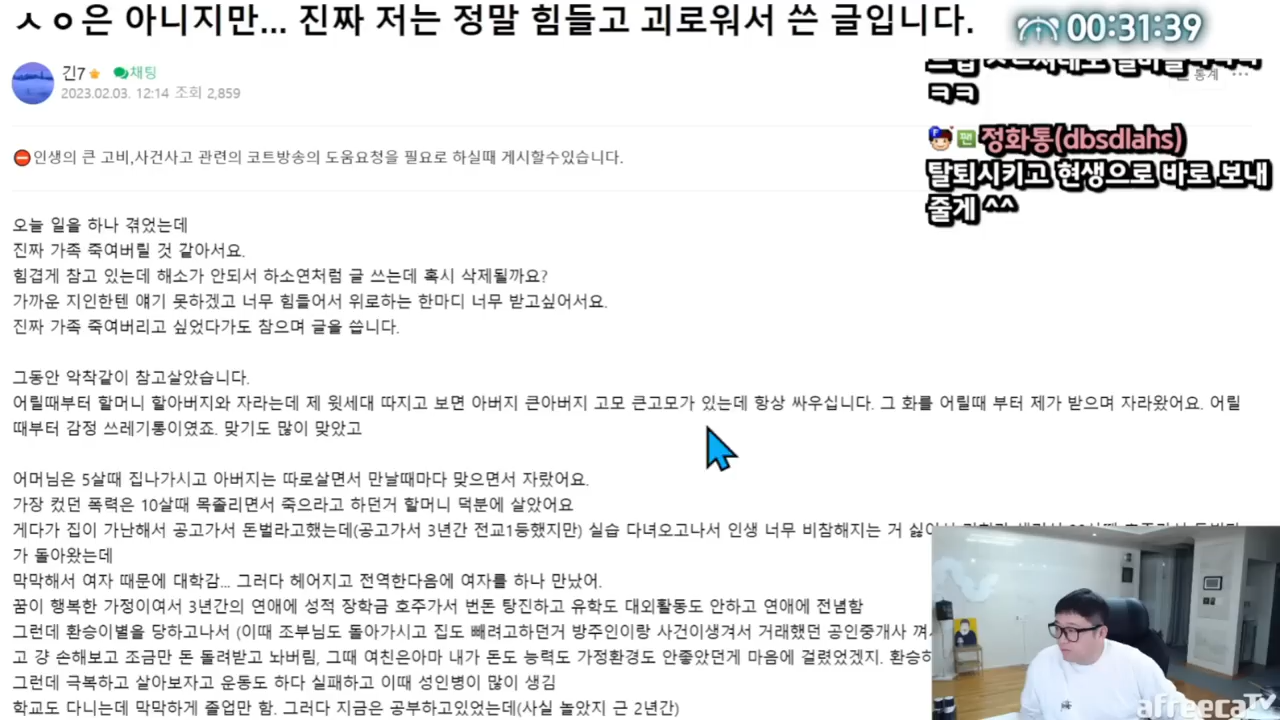 ㅅㅇ은 아니지만... 진짜 저는 정말 힘들고 괴로워서 쓴 글입니다.
00:31:39
긴7
채팅
2023.02.03. 12:14 조회 2,859
통계
ㅋㅋ
정화통(dbsdlahs)
탈퇴시키고 현생으로 바로 보내
줄게 ^^
인생의 큰 고비,사건사고 관련의 코트방송의 도움요청을 필요로 하실때 게시할수있습니다.
오늘 일을 하나 겪었는데
진짜 가족 죽여버릴 것 같아서요.
힘겹게 참고 있는데 해소가 안되서 하소연처럼 글 쓰는데 혹시 삭제될까요?
가까운 지인한텐 얘기 못하겠고 너무 힘들어서 위로하는 한마디 너무 받고싶어서요.
진짜 가족 죽여버리고 싶었다가도 참으며 글을 씁니다.
그동안 악착같이 참고살았습니다.
어릴때부터 할머니 할아버지와 자라는데 제 윗세대 따지고 보면 아버지 큰아버지 고모 큰고모가 있는데 항상 싸우십니다. 그 화를 어릴때 부터 제가 받으며 자라왔어요. 어릴
때부터 감정 쓰레기통이였죠. 맞기도 많이 맞았고
어머님은 5살때 집나가시고 아버지는 따로살면서 만날때마다 맞으면서 자랐어요.
가장 컸던 폭력은 10살때 목졸리면서 죽으라고 하던거 할머니 덕분에 살았어요
게다가 집이 가난해서 공고가서 돈벌라고했는데(공고가서 3년간 전교1등했지만) 실습 다녀오고나서 인생 너무 비참해지는 거 싫
가 돌아왔는데
막막해서 여자 때문에 대학감... 그러다 헤어지고 전역한다음에 여자를 하나 만났어.
꿈이 행복한 가정이여서 3년간의 연애에 성적 장학금 호주가서 번돈 탕진하고 유학도 대외활동도 안하고 연애에 전념함
그런데 환승이별을 당하고나서 (이때 조부님도 돌아가시고 집도 빼려고하던거 방주인이랑 사건이생겨서 거래했던 공인중개사 껴
고 걍 손해보고 조금만 돈 돌려받고 놔버림, 그때 여친은아마 내가 돈도 능력도 가정환경도 안좋았던게 마음에 걸렸었겠지. 환승
그런데 극복하고 살아보자고 운동도 하다 실패하고 이때 성인병이 많이 생김
학교도 다니는데 막막하게 졸업만 함. 그러다 지금은 공부하고있었는데(사실 놀았지 근 2년간)
afreecaTV